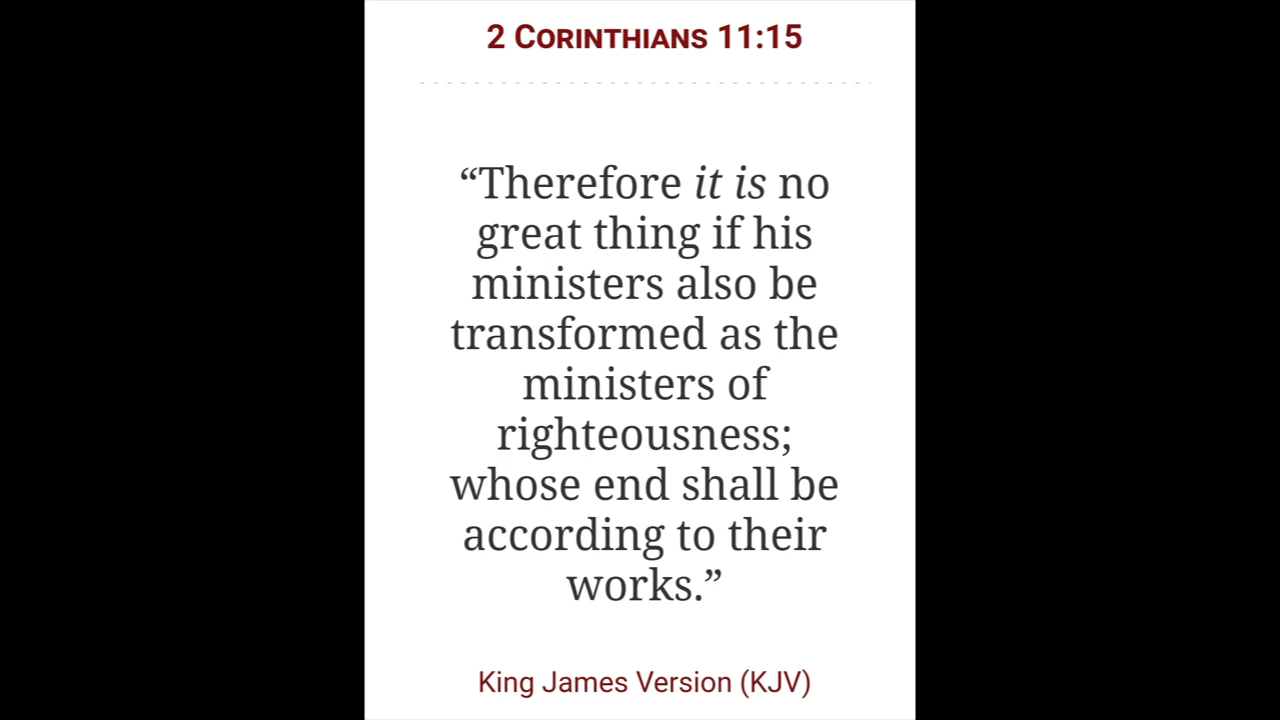 2 Corinthians 11:15
“Therefore it is no
great thing if his
ministers also be
transformed as the
ministers of
righteousness;
whose end shall be
according to their
works.”
King James Version (KJV)